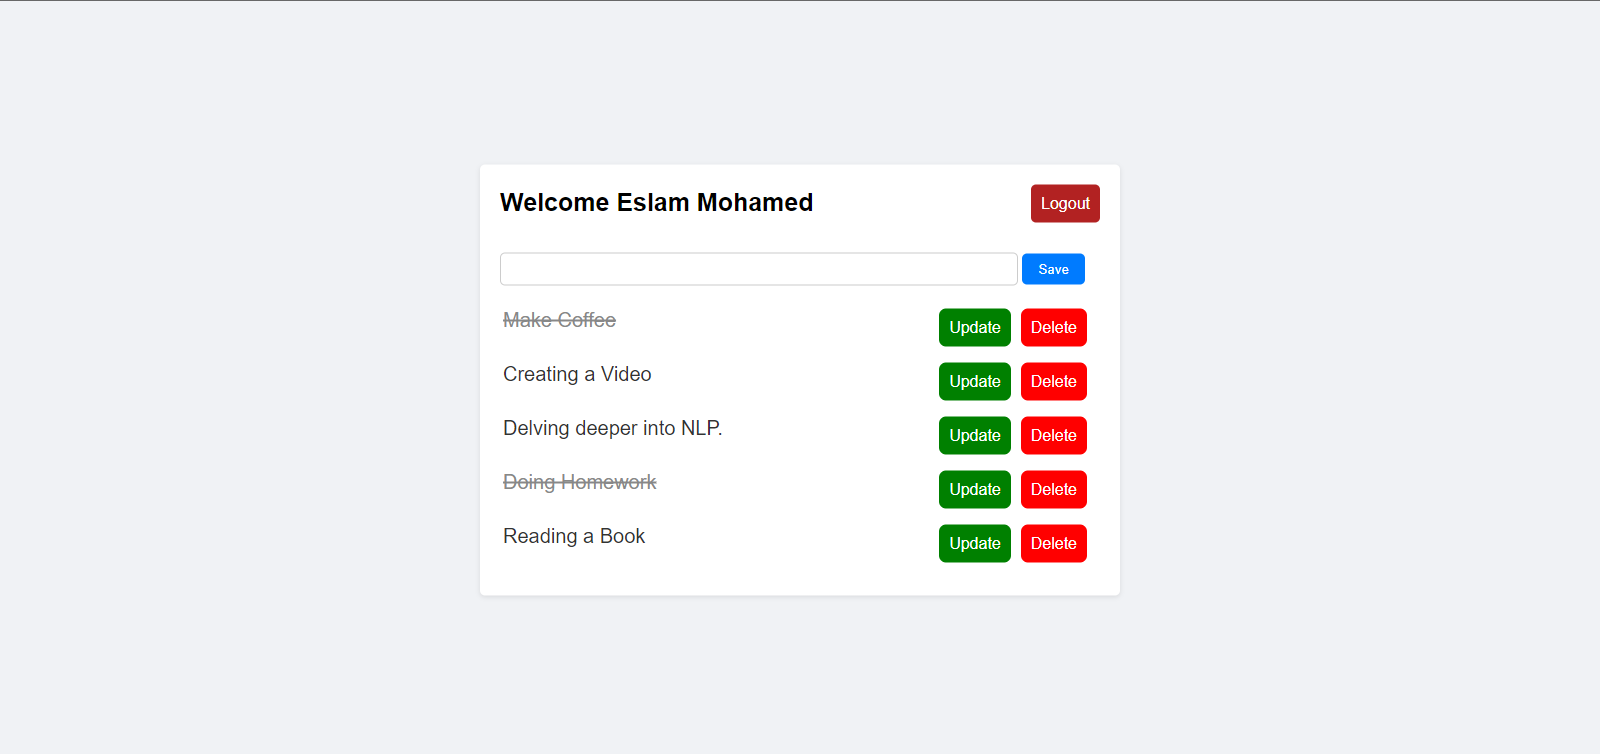 Welcome Eslam Mohamed Logout
Save
Make Coffee Update Delete
Creating a Video Update Delete
Delving deeper into NLP. Update Delete
Doing Homework Update Delete
Reading a Book Update Delete